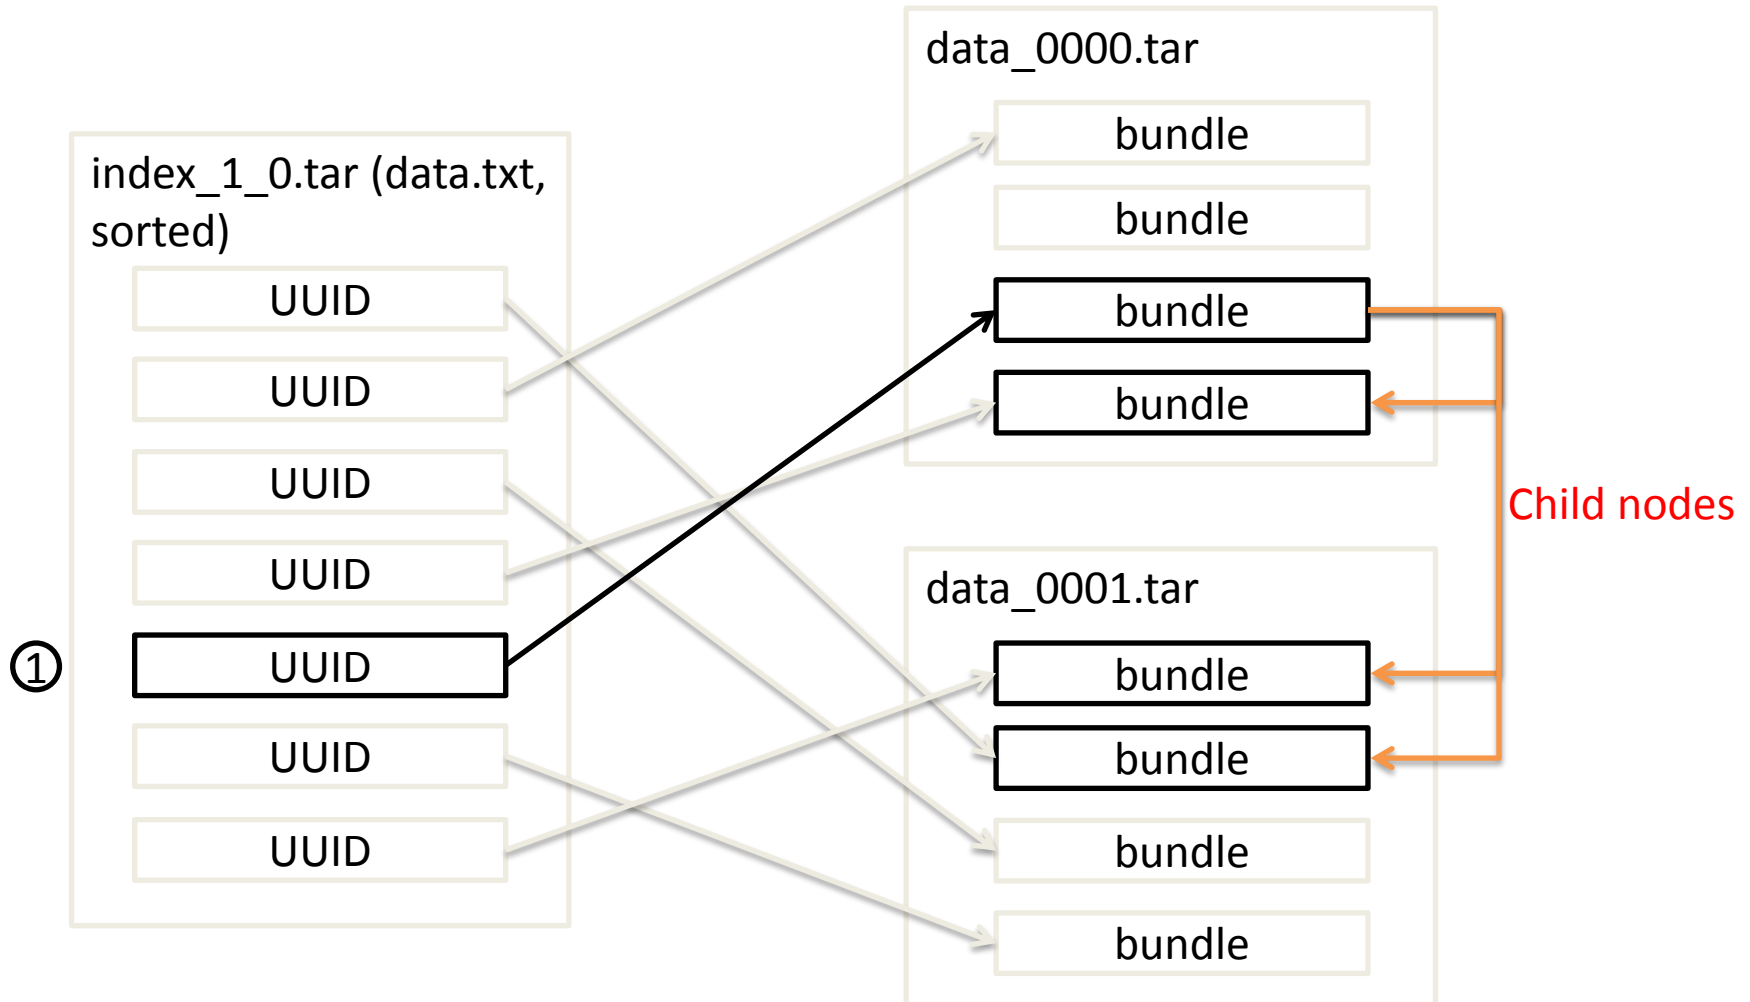 index_1_0.tar (data.txt,
sorted)
UUID
UUID
UUID
UUID
1
UUID
UUID
UUID
data_0000.tar
bundle
bundle
bundle
bundle
Child nodes
data_0001.tar
bundle
bundle
bundle
bundle